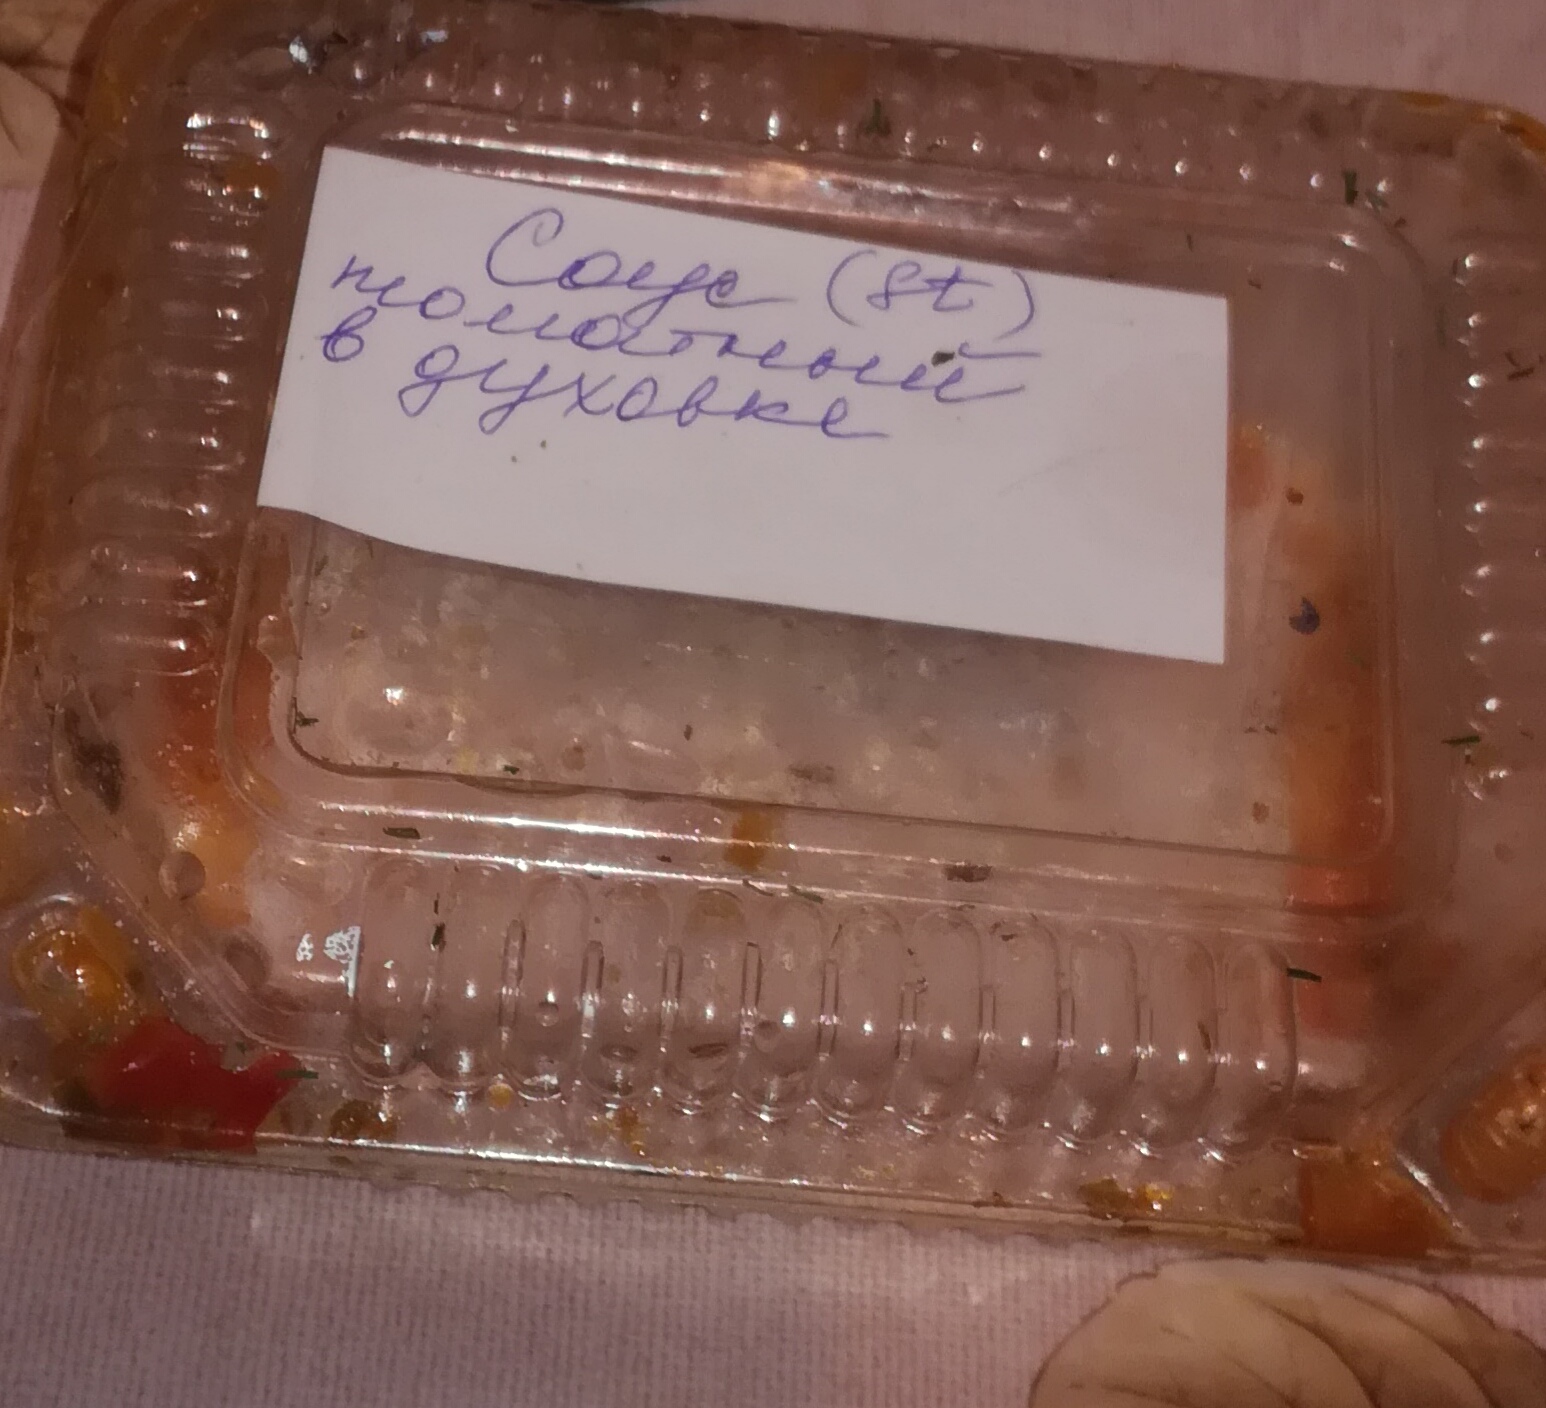 Соус (St)
томатный
в духовке